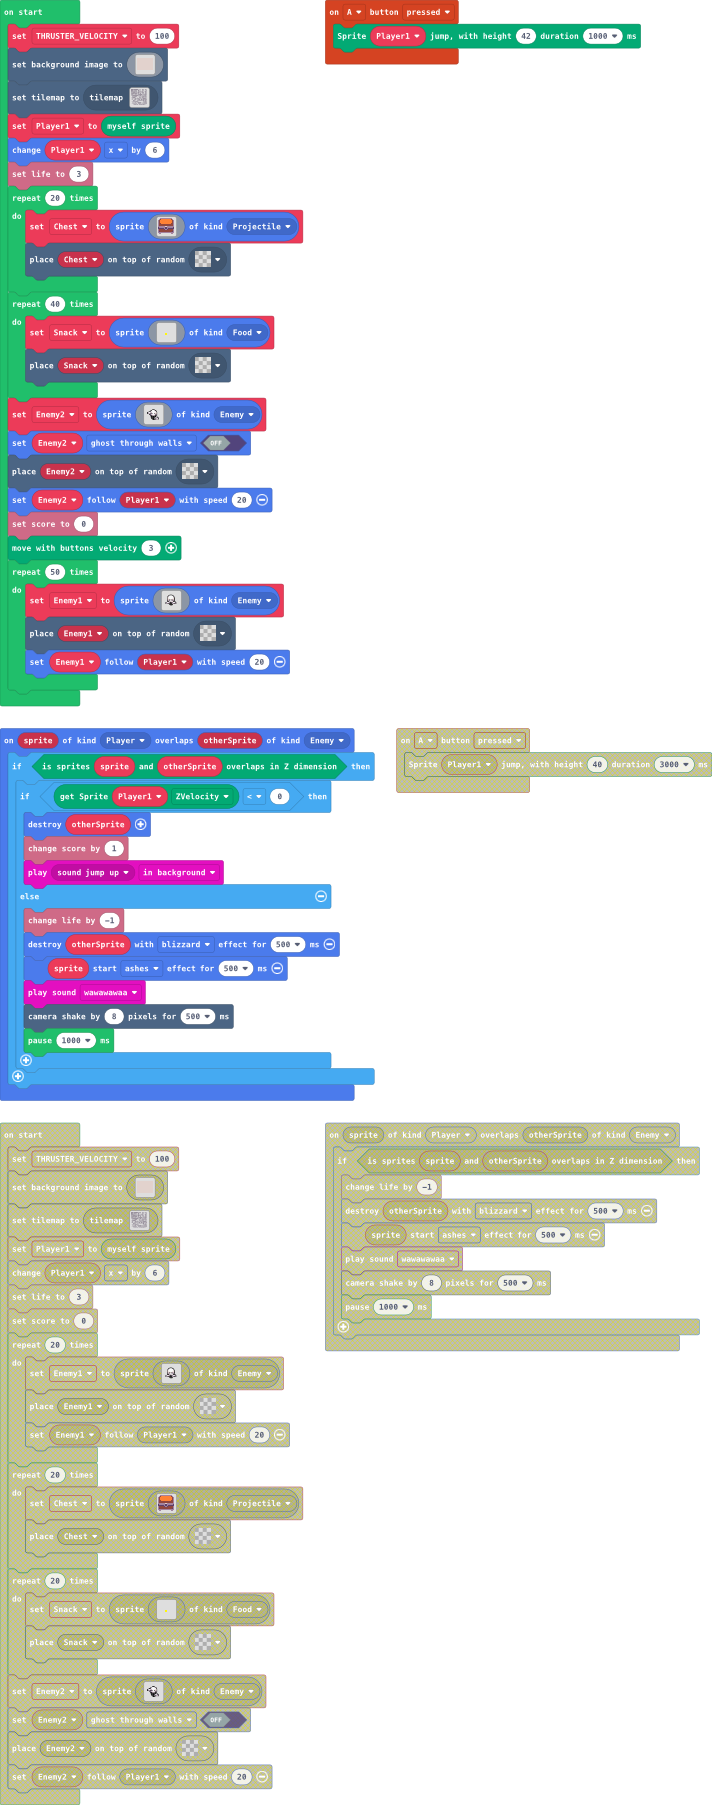 on start
set THRUSTER_VELOCITY to 100
set background image to
set tilemap to tilemap
set Player1 to myself sprite
change Player1 x by 6
set life to 3
repeat 20 times
do
set Chest to sprite of kind Projectile
place Chest on top of random
repeat 40 times
do
set Snack to sprite of kind Food
place Snack on top of random
set Enemy2 to sprite of kind Enemy
set Enemy2 ghost through walls OFF
place Enemy2 on top of random
set Enemy2 follow Player1 with speed 20
set score to 0
move with buttons velocity 3
repeat 50 times
do
set Enemy1 to sprite of kind Enemy
place Enemy1 on top of random
set Enemy1 follow Player1 with speed 20
on A button pressed
Sprite Player1 jump, with height 42 duration 1000 ms
on sprite of kind Player overlaps otherSprite of kind Enemy
if is sprites sprite and otherSprite overlaps in Z dimension then
if get Sprite Player1 ZVelocity < 0 then
destroy otherSprite
change score by 1
play sound jump up in background
else
change life by -1
destroy otherSprite with blizzard effect for 500 ms
sprite start ashes effect for 500 ms
play sound wawawawaa
camera shake by 8 pixels for 500 ms
pause 1000 ms
on A button pressed
Sprite Player1 jump, with height 40 duration 3000 ms
on start
set THRUSTER_VELOCITY to 100
set background image to
set tilemap to tilemap
set Player1 to myself sprite
change Player1 x by 6
set life to 3
set score to 0
repeat 20 times
do
set Enemy1 to sprite of kind Enemy
place Enemy1 on top of random
set Enemy1 follow Player1 with speed 20
repeat 20 times
do
set Chest to sprite of kind Projectile
place Chest on top of random
repeat 20 times
do
set Snack to sprite of kind Food
place Snack on top of random
set Enemy2 to sprite of kind Enemy
set Enemy2 ghost through walls OFF
place Enemy2 on top of random
set Enemy2 follow Player1 with speed 20
on sprite of kind Player overlaps otherSprite of kind Enemy
if is sprites sprite and otherSprite overlaps in Z dimension then
change life by -1
destroy otherSprite with blizzard effect for 500 ms
sprite start ashes effect for 500 ms
play sound wawawawaa
camera shake by 8 pixels for 500 ms
pause 1000 ms